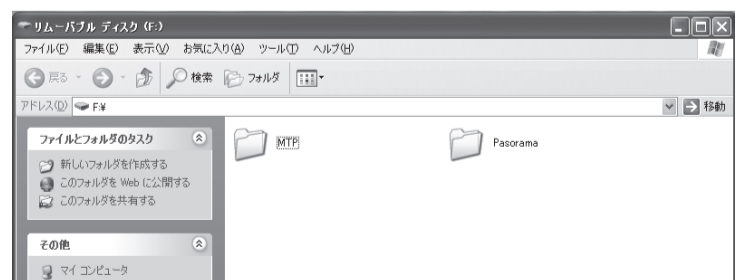 リムーバブル ディスク (F:)
ファイル(F) 編集(E) 表示(V) お気に入り(A) ツール(T) ヘルプ(H)
戻る 検索 フォルダ
アドレス(D) F:¥ 移動
ファイルとフォルダのタスク
新しいフォルダを作成する
このフォルダを Web に公開する
このフォルダを共有する
MTP
Pasorama
その他
マイ コンピュータ